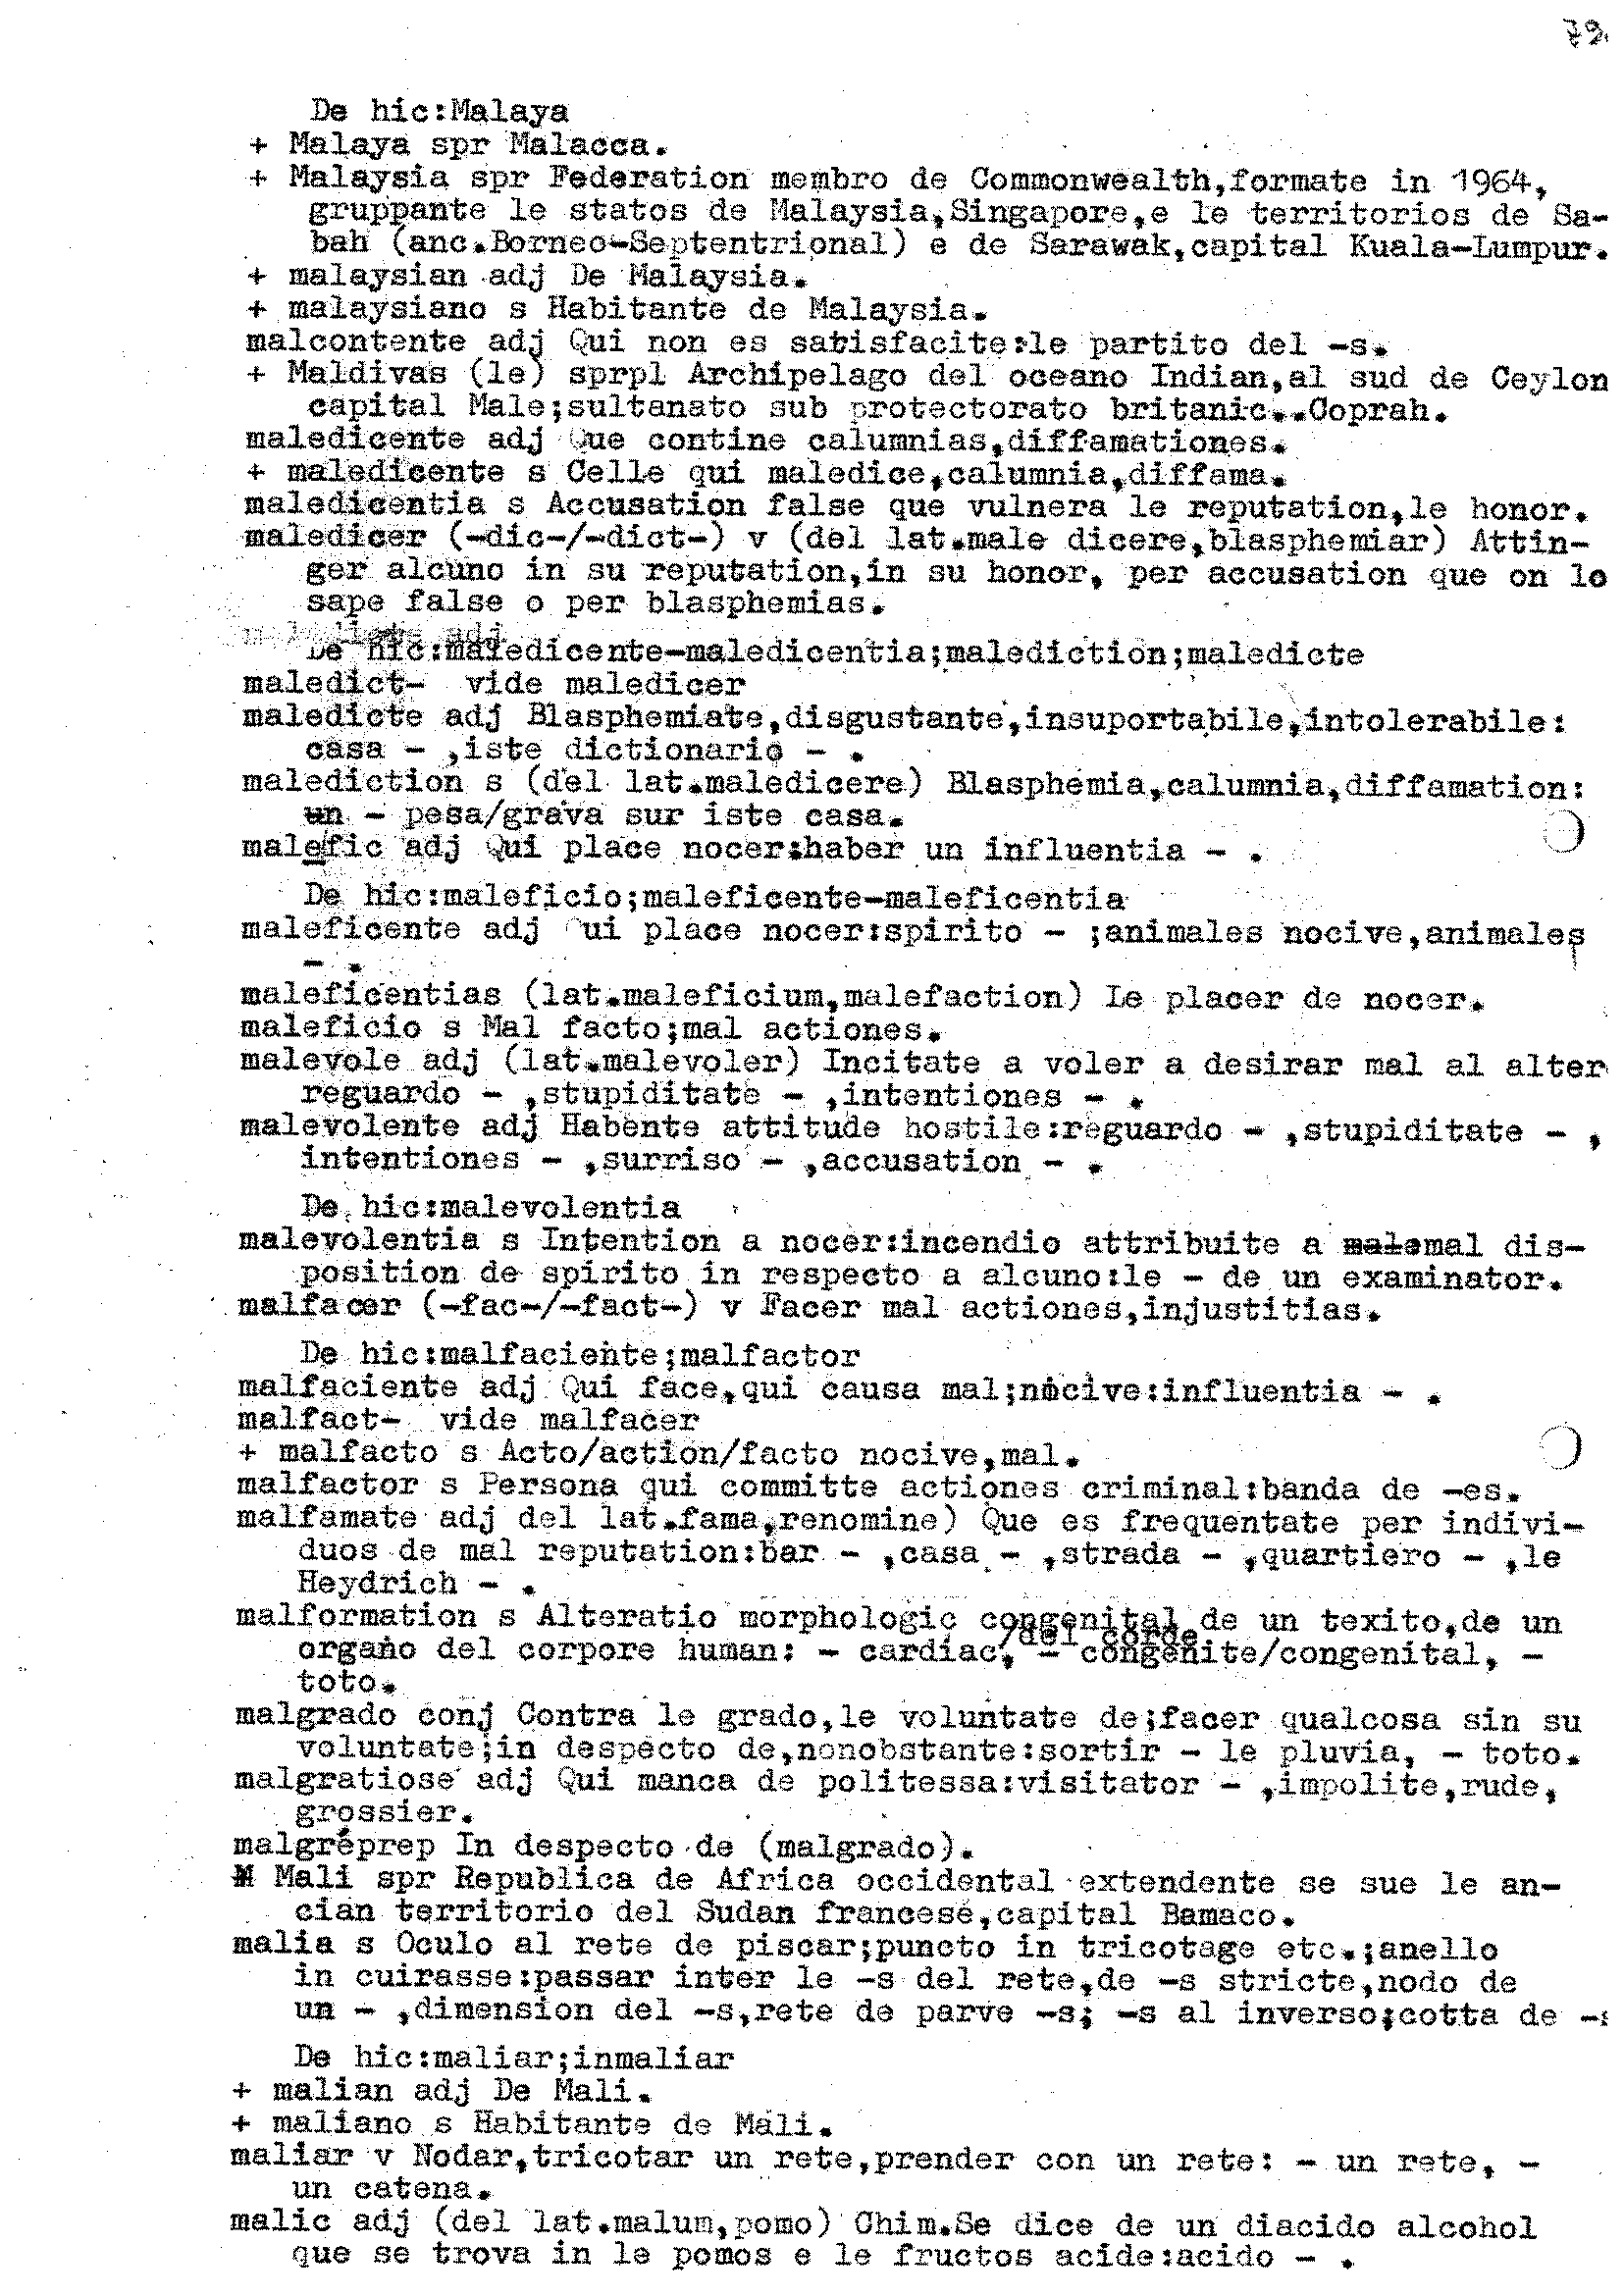 79.
De hic:Malaya
+ Malaya spr Malacca.
+ Malaysia spr Federation membro de Commonwealth,formate in 1964,
gruppante le statos de Malaysia,Singapore,e le territorios de Sa-
bah (anc.Borneo-Septentrional) e de Sarawak,capital Kuala-Lumpur.
+ malaysian adj De Malaysia.
+ malaysiano s Habitante de Malaysia.
malcontente adj Qui non es satisfacite:le partito del -s.
+ Maldivas (le) sprpl Archipelago del oceano Indian,al sud de Ceylon
capital Male;sultanato sub protectorato britanic..Coprah.
maledicente adj Que contine calumnias,diffamationes.
+ maledicente s Celle qui maledice,calumnia,diffama.
maledicentia s Accusation false que vulnera le reputation,le honor.
maledicer (-dic-/-dict-) v (del lat.male dicere,blasphemiar) Attin-
ger alcuno in su reputation,in su honor, per accusation que on lo
sape false o per blasphemias.
De hic:maledicente-maledicentia;malediction;maledicte
maledict- vide maledicer
maledicte adj Blasphemiate,disgustante,insuportabile,intolerabile:
casa - ,iste dictionario - .
malediction s (del lat.maledicere) Blasphemia,calumnia,diffamation:
un - pesa/grava sur iste casa.
malefic adj Qui place nocer:haber un influentia - .
De hic:maleficio;maleficente-maleficentia
maleficente adj ui place nocer:spirito - ;animales nocive,animales
- .
maleficentias (lat.maleficium,malefaction) Le placer de nocer.
maleficio s Mal facto;mal actiones.
malevole adj (lat.malevoler) Incitate a voler a desirar mal al alter
reguardo - ,stupiditate - ,intentiones - .
malevolente adj Habente attitude hostile:reguardo - ,stupiditate - ,
intentiones - ,surriso - ,accusation - .
De hic:malevolentia
malevolentia s Intention a nocer:incendio attribuite a malemal dis-
position de spirito in respecto a alcuno:le - de un examinator.
malfacer (-fac-/-fact-) v Facer mal actiones,injustitias.
De hic:malfaciente;malfactor
malfaciente adj Qui face,qui causa mal;nocive:influentia - .
malfact- vide malfacer
+ malfacto s Acto/action/facto nocive,mal.
malfactor s Persona qui committe actiones criminal:banda de -es.
malfamate adj del lat.fama,renomine) Que es frequentate per indivi-
duos de mal reputation:bar - ,casa - ,strada - ,quartiero - ,le
Heydrich - .
malformation s Alteratio morphologic congenital de un texito,de un
/del corde
organo del corpore human: - cardiac, - congenite/congenital, -
toto.
malgrado conj Contra le grado,le voluntate de;facer qualcosa sin su
voluntate;in despecto de,nonobstante:sortir - le pluvia, - toto.
malgratiose adj Qui manca de politessa:visitator - ,impolite,rude,
grossier.
malgréprep In despecto de (malgrado).
# Mali spr Republica de Africa occidental extendente se sue le an-
cian territorio del Sudan francese,capital Bamaco.
malia s Oculo al rete de piscar;puncto in tricotage etc.;anello
in cuirasse:passar inter le -s del rete,de -s stricte,nodo de
un - ,dimension del -s,rete de parve -s; -s al inverso;cotta de -s
De hic:maliar;inmaliar
+ malian adj De Mali.
+ maliano s Habitante de Mali.
maliar v Nodar,tricotar un rete,prender con un rete: - un rete, -
un catena.
malic adj (del lat.malum,pomo) Chim.Se dice de un diacido alcohol
que se trova in le pomos e le fructos acide:acido - .